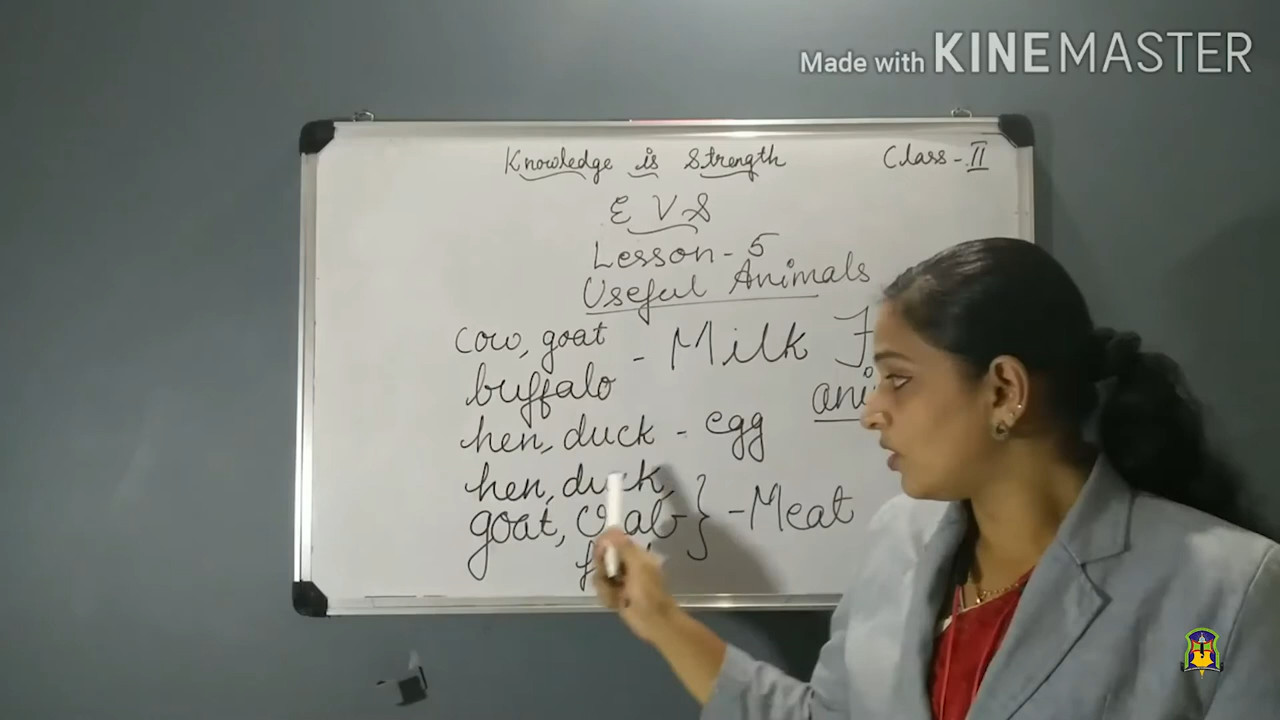 Made with KINEMASTER
Knowledge is Strength
Class - II
EVS
Lesson - 5
Useful Animals
cow, goat
buffalo - Milk
hen, duck - egg
hen, duck,
goat, crab } - Meat